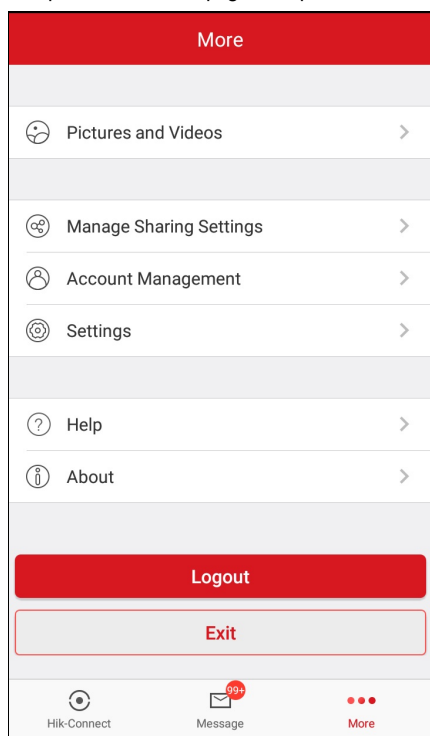 More
Pictures and Videos
Manage Sharing Settings
Account Management
Settings
Help
About
Logout
Exit
99+
Hik-Connect
Message
More